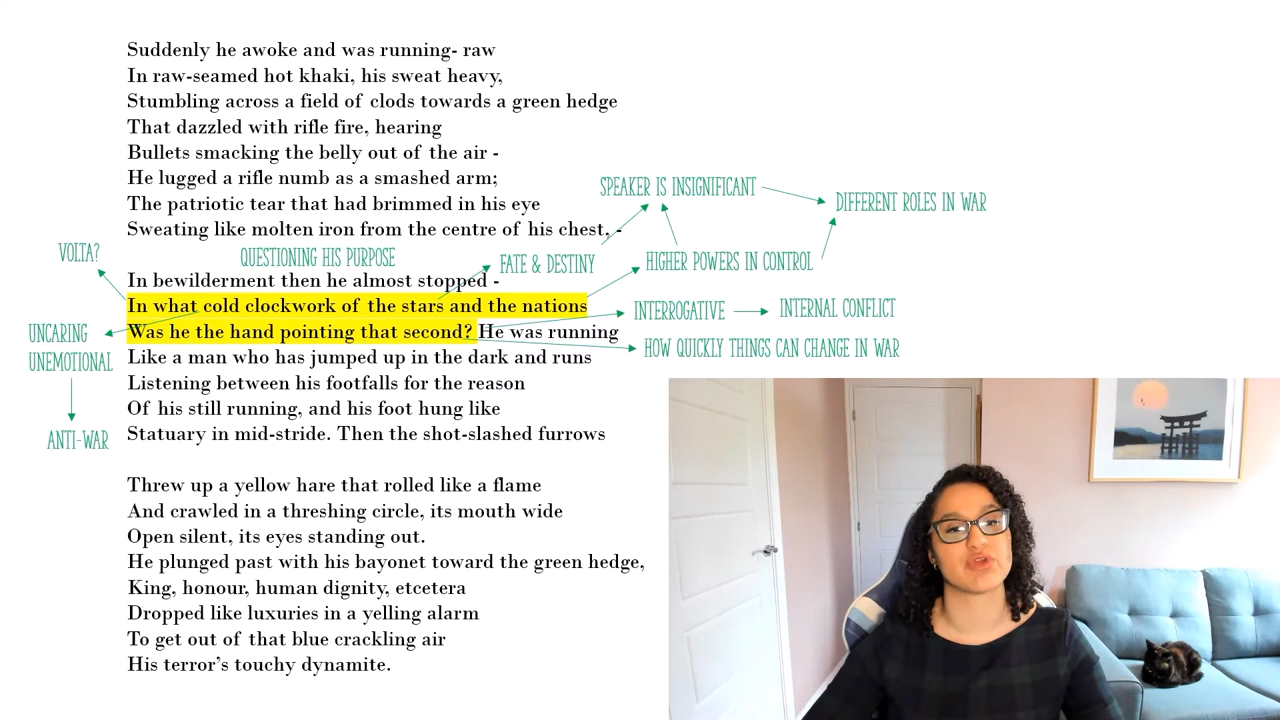 Suddenly he awoke and was running- raw
In raw-seamed hot khaki, his sweat heavy,
Stumbling across a field of clods towards a green hedge
That dazzled with rifle fire, hearing
Bullets smacking the belly out of the air -
He lugged a rifle numb as a smashed arm;
The patriotic tear that had brimmed in his eye
Sweating like molten iron from the centre of his chest, -
SPEAKER IS INSIGNIFICANT
DIFFERENT ROLES IN WAR
VOLTA?
QUESTIONING HIS PURPOSE
FATE & DESTINY
HIGHER POWERS IN CONTROL
In bewilderment then he almost stopped -
In what cold clockwork of the stars and the nations
Was he the hand pointing that second? He was running
Like a man who has jumped up in the dark and runs
Listening between his footfalls for the reason
Of his still running, and his foot hung like
Statuary in mid-stride. Then the shot-slashed furrows
INTERROGATIVE
INTERNAL CONFLICT
HOW QUICKLY THINGS CAN CHANGE IN WAR
UNCARING
UNEMOTIONAL
ANTI-WAR
Threw up a yellow hare that rolled like a flame
And crawled in a threshing circle, its mouth wide
Open silent, its eyes standing out.
He plunged past with his bayonet toward the green hedge,
King, honour, human dignity, etcetera
Dropped like luxuries in a yelling alarm
To get out of that blue crackling air
His terror's touchy dynamite.